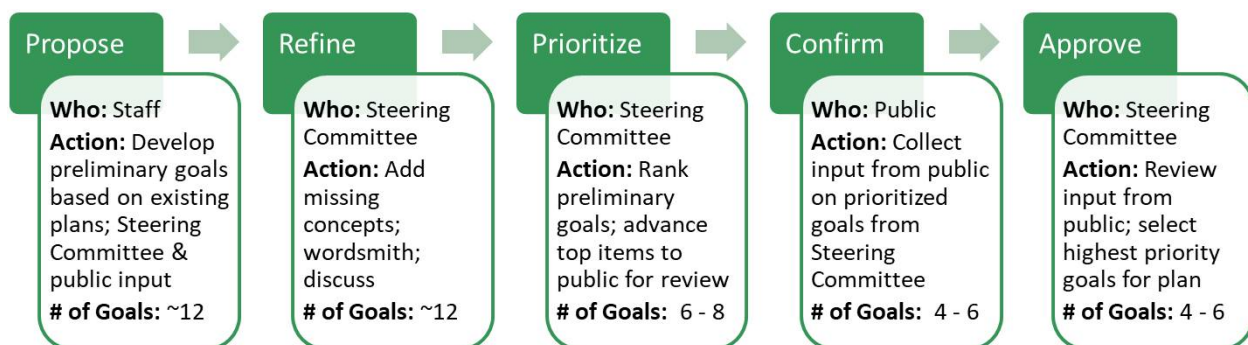 Propose
Who: Staff
Action: Develop
preliminary goals
based on existing
plans; Steering
Committee &
public input
# of Goals: ~12
Refine
Who: Steering
Committee
Action: Add
missing
concepts;
wordsmith;
discuss
# of Goals: ~12
Prioritize
Who: Steering
Committee
Action: Rank
preliminary
goals; advance
top items to
public for review
# of Goals: 6 - 8
Confirm
Who: Public
Action: Collect
input from public
on prioritized
goals from
Steering
Committee
# of Goals: 4 - 6
Approve
Who: Steering
Committee
Action: Review
input from
public; select
highest priority
goals for plan
# of Goals: 4 - 6